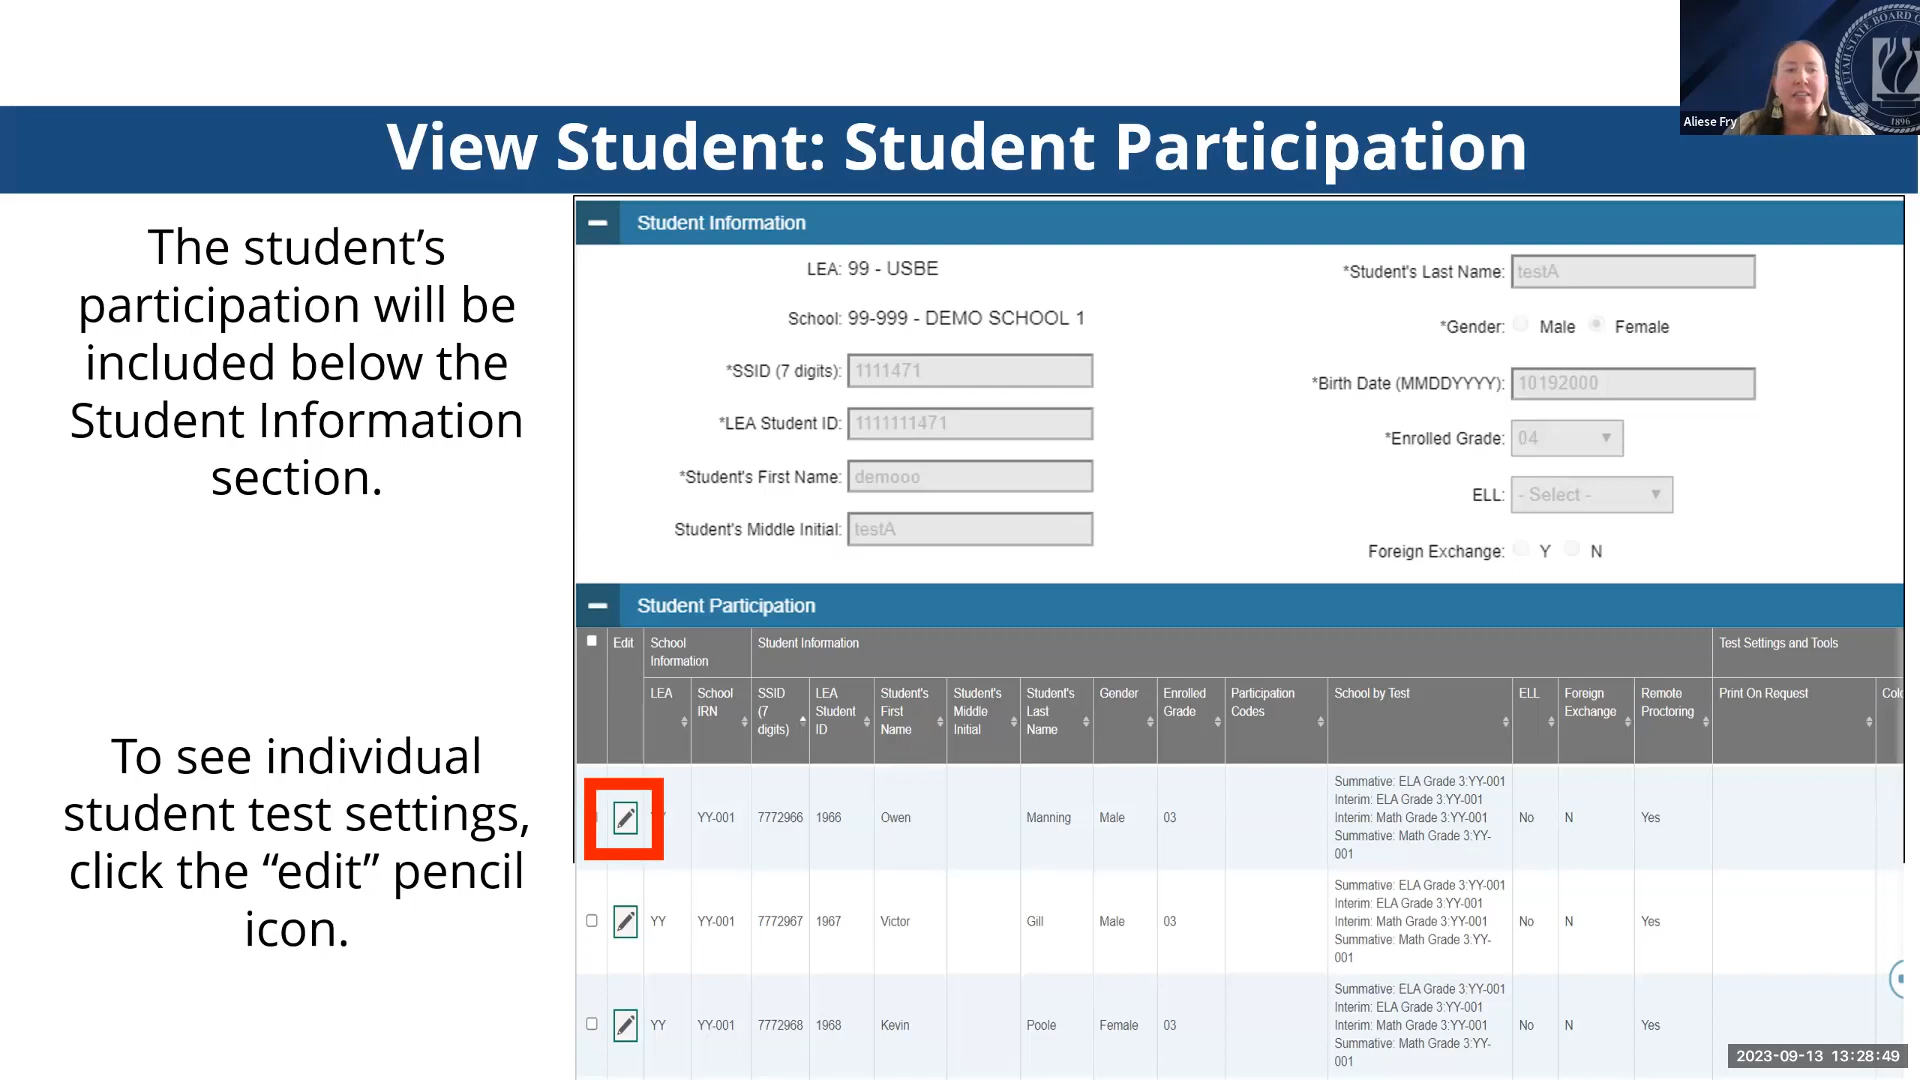 UTAH STATE BOARD O
1896
Aliese Fry
View Student: Student Participation
The student's
participation will be
included below the
Student Information
section.
To see individual
student test settings,
click the “edit” pencil
icon.
Student Information
LEA: 99 - USBE
School: 99-999 - DEMO SCHOOL 1
*SSID (7 digits): 1111471
*LEA Student ID: 1111111471
*Student's First Name: demooo
Student's Middle Initial: testA
*Student's Last Name: testA
*Gender: Male Female
*Birth Date (MMDDYYYY): 10192000
*Enrolled Grade: 04
ELL: - Select -
Foreign Exchange: Y N
Student Participation
Edit
School
Information
Student Information
Test Settings and Tools
LEA
School
IRN
SSID
(7
digits)
LEA
Student
ID
Student's
First
Name
Student's
Middle
Initial
Student's
Last
Name
Gender
Enrolled
Grade
Participation
Codes
School by Test
ELL
Foreign
Exchange
Remote
Proctoring
Print On Request
Colo
YY-001 7772966 1966 Owen Manning Male 03
Summative: ELA Grade 3:YY-001
Interim: ELA Grade 3:YY-001
Interim: Math Grade 3:YY-001
Summative: Math Grade 3:YY-
001
No N Yes
YY YY-001 7772967 1967 Victor Gill Male 03
Summative: ELA Grade 3:YY-001
Interim: ELA Grade 3:YY-001
Interim: Math Grade 3:YY-001
Summative: Math Grade 3:YY-
001
No N Yes
YY YY-001 7772968 1968 Kevin Poole Female 03
Summative: ELA Grade 3:YY-001
Interim: ELA Grade 3:YY-001
Interim: Math Grade 3:YY-001
Summative: Math Grade 3:YY-
001
No N Yes
2023-09-13 13:28:49